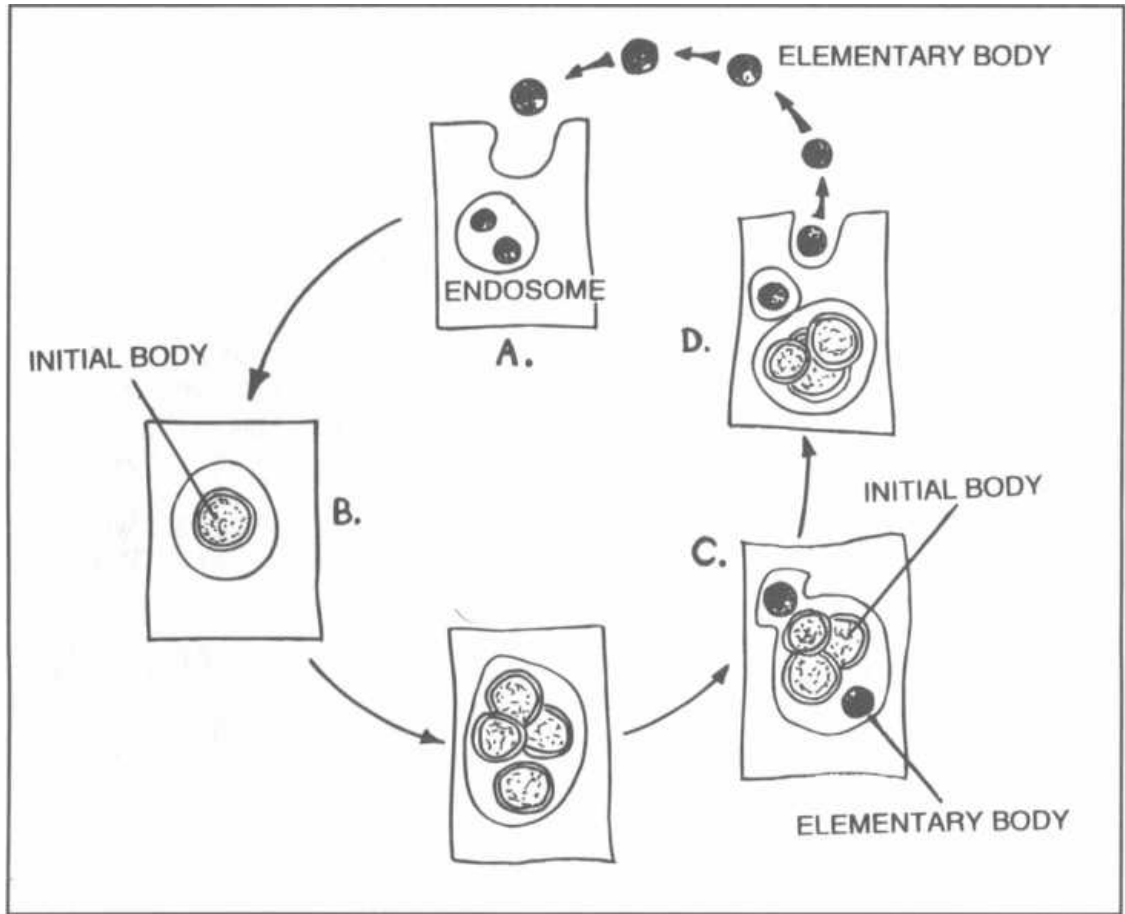 ELEMENTARY BODY
ENDOSOME
A.
INITIAL BODY
D.
B.
INITIAL BODY
C.
ELEMENTARY BODY